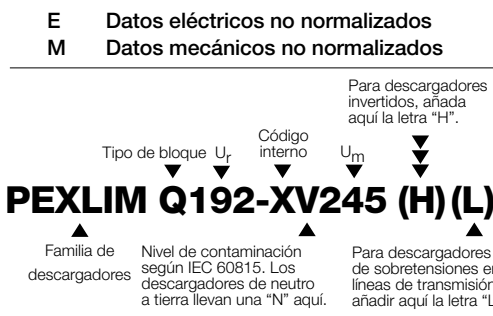 E Datos eléctricos no normalizados
M Datos mecánicos no normalizados
Para descargadores
invertidos, añada
aquí la letra “H”.
Código
interno
Tipo de bloque Ur
Um
PEXLIM Q192-XV245 (H)(L)
Familia de
descargadores
Nivel de contaminación
según IEC 60815. Los
descargadores de neutro
a tierra llevan una “N” aquí.
Para descargadores
de sobretensiones en
líneas de transmisión
añadir aquí la letra “L